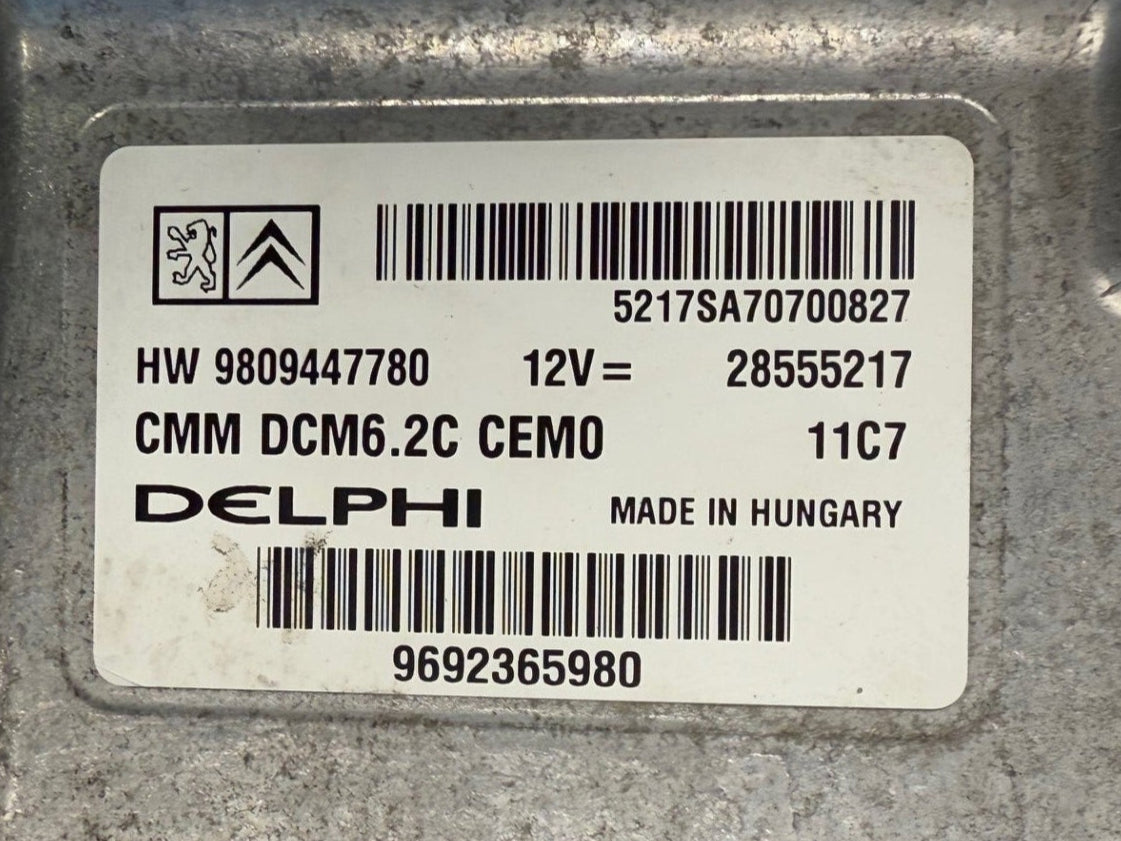 5217SA70700827
HW 9809447780 12V= 28555217
CMM DCM6.2C CEM0 11C7
DELPHI MADE IN HUNGARY
9692365980